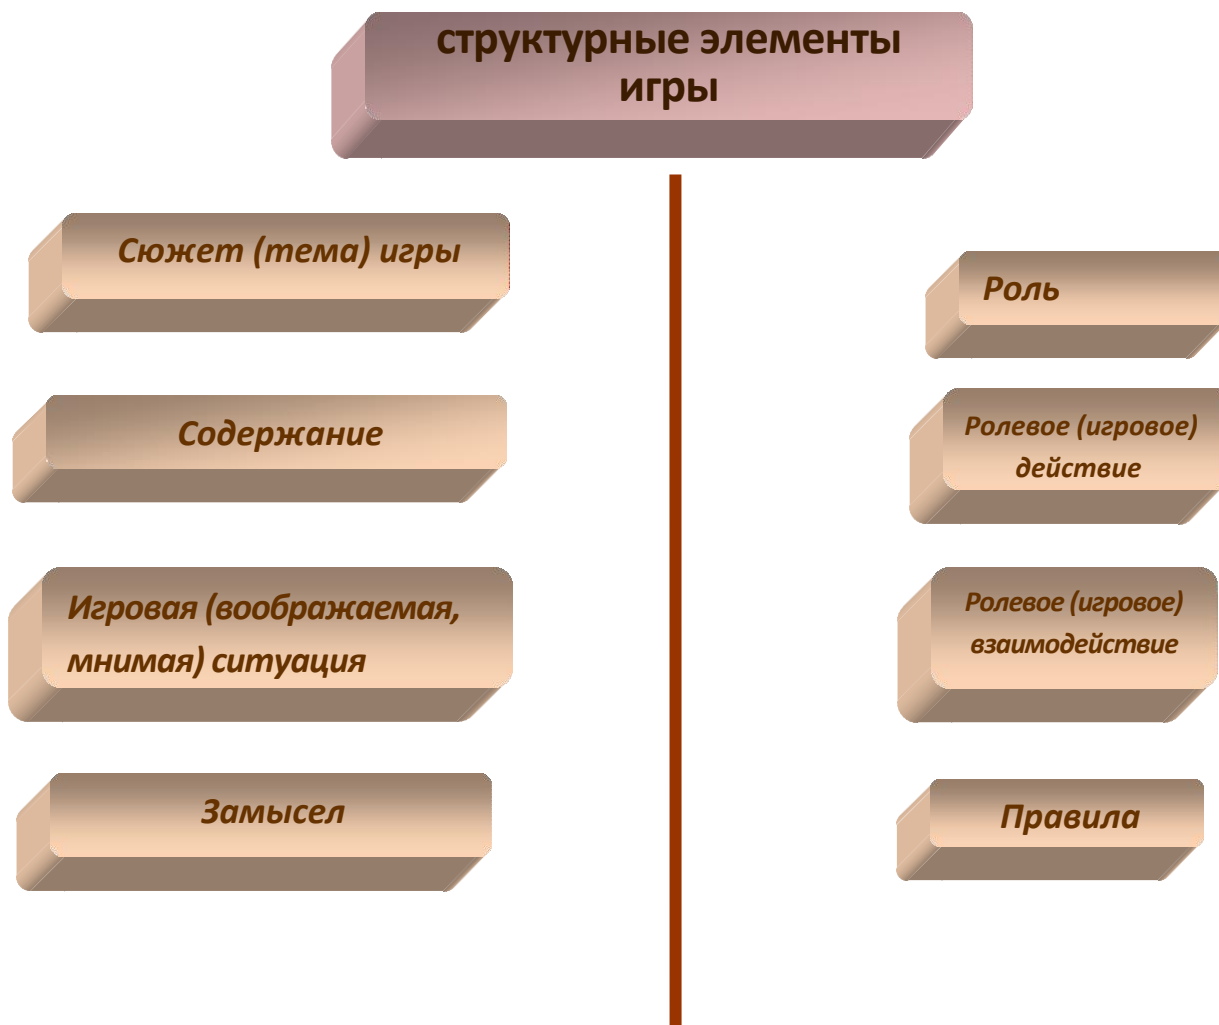 структурные элементы
игры
Сюжет (тема) игры
Содержание
Игровая (воображаемая,
мнимая) ситуация
Замысел
Роль
Ролевое (игровое)
действие
Ролевое (игровое)
взаимодействие
Правила